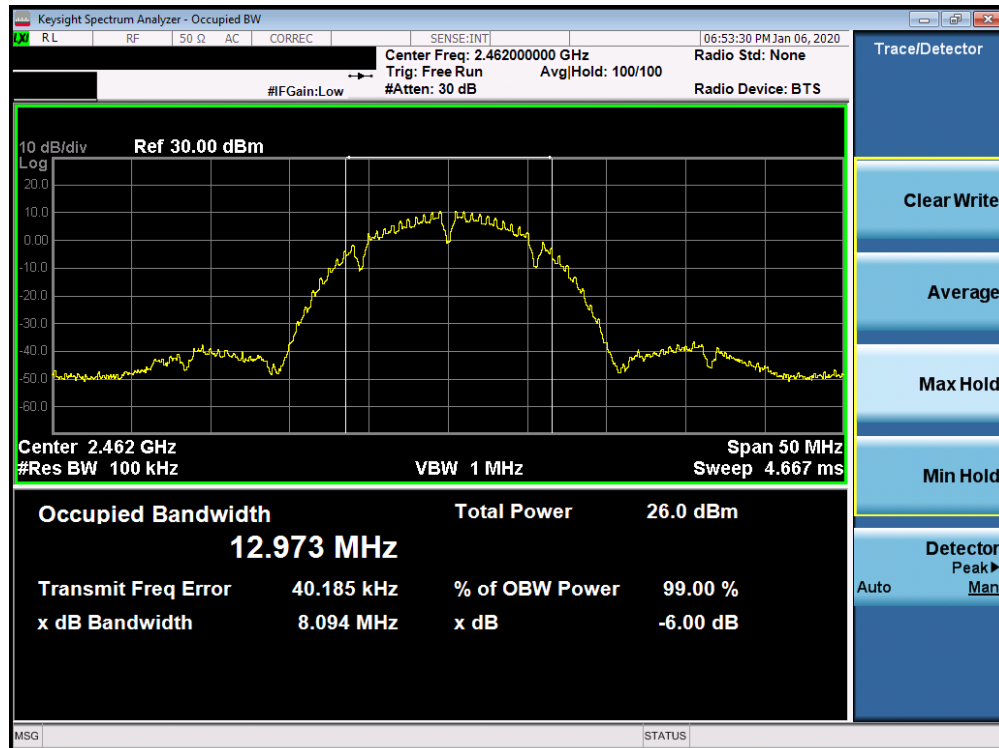 Keysight Spectrum Analyzer - Occupied BW
LXI RL RF 50 Ω AC CORREC SENSE:INT 06:53:30 PM Jan 06, 2020
Center Freq: 2.462000000 GHz Radio Std: None
Trig: Free Run Avg|Hold: 100/100
#IFGain:Low #Atten: 30 dB Radio Device: BTS
10 dB/div Ref 30.00 dBm
Log
20.0
10.0
0.00
-10.0
-20.0
-30.0
-40.0
-50.0
-60.0
Center 2.462 GHz Span 50 MHz
#Res BW 100 kHz VBW 1 MHz Sweep 4.667 ms
Occupied Bandwidth Total Power 26.0 dBm
12.973 MHz
Transmit Freq Error 40.185 kHz % of OBW Power 99.00 %
x dB Bandwidth 8.094 MHz x dB -6.00 dB
MSG STATUS
Trace/Detector
Clear Write
Average
Max Hold
Min Hold
Detector
Peak▶
Auto Man